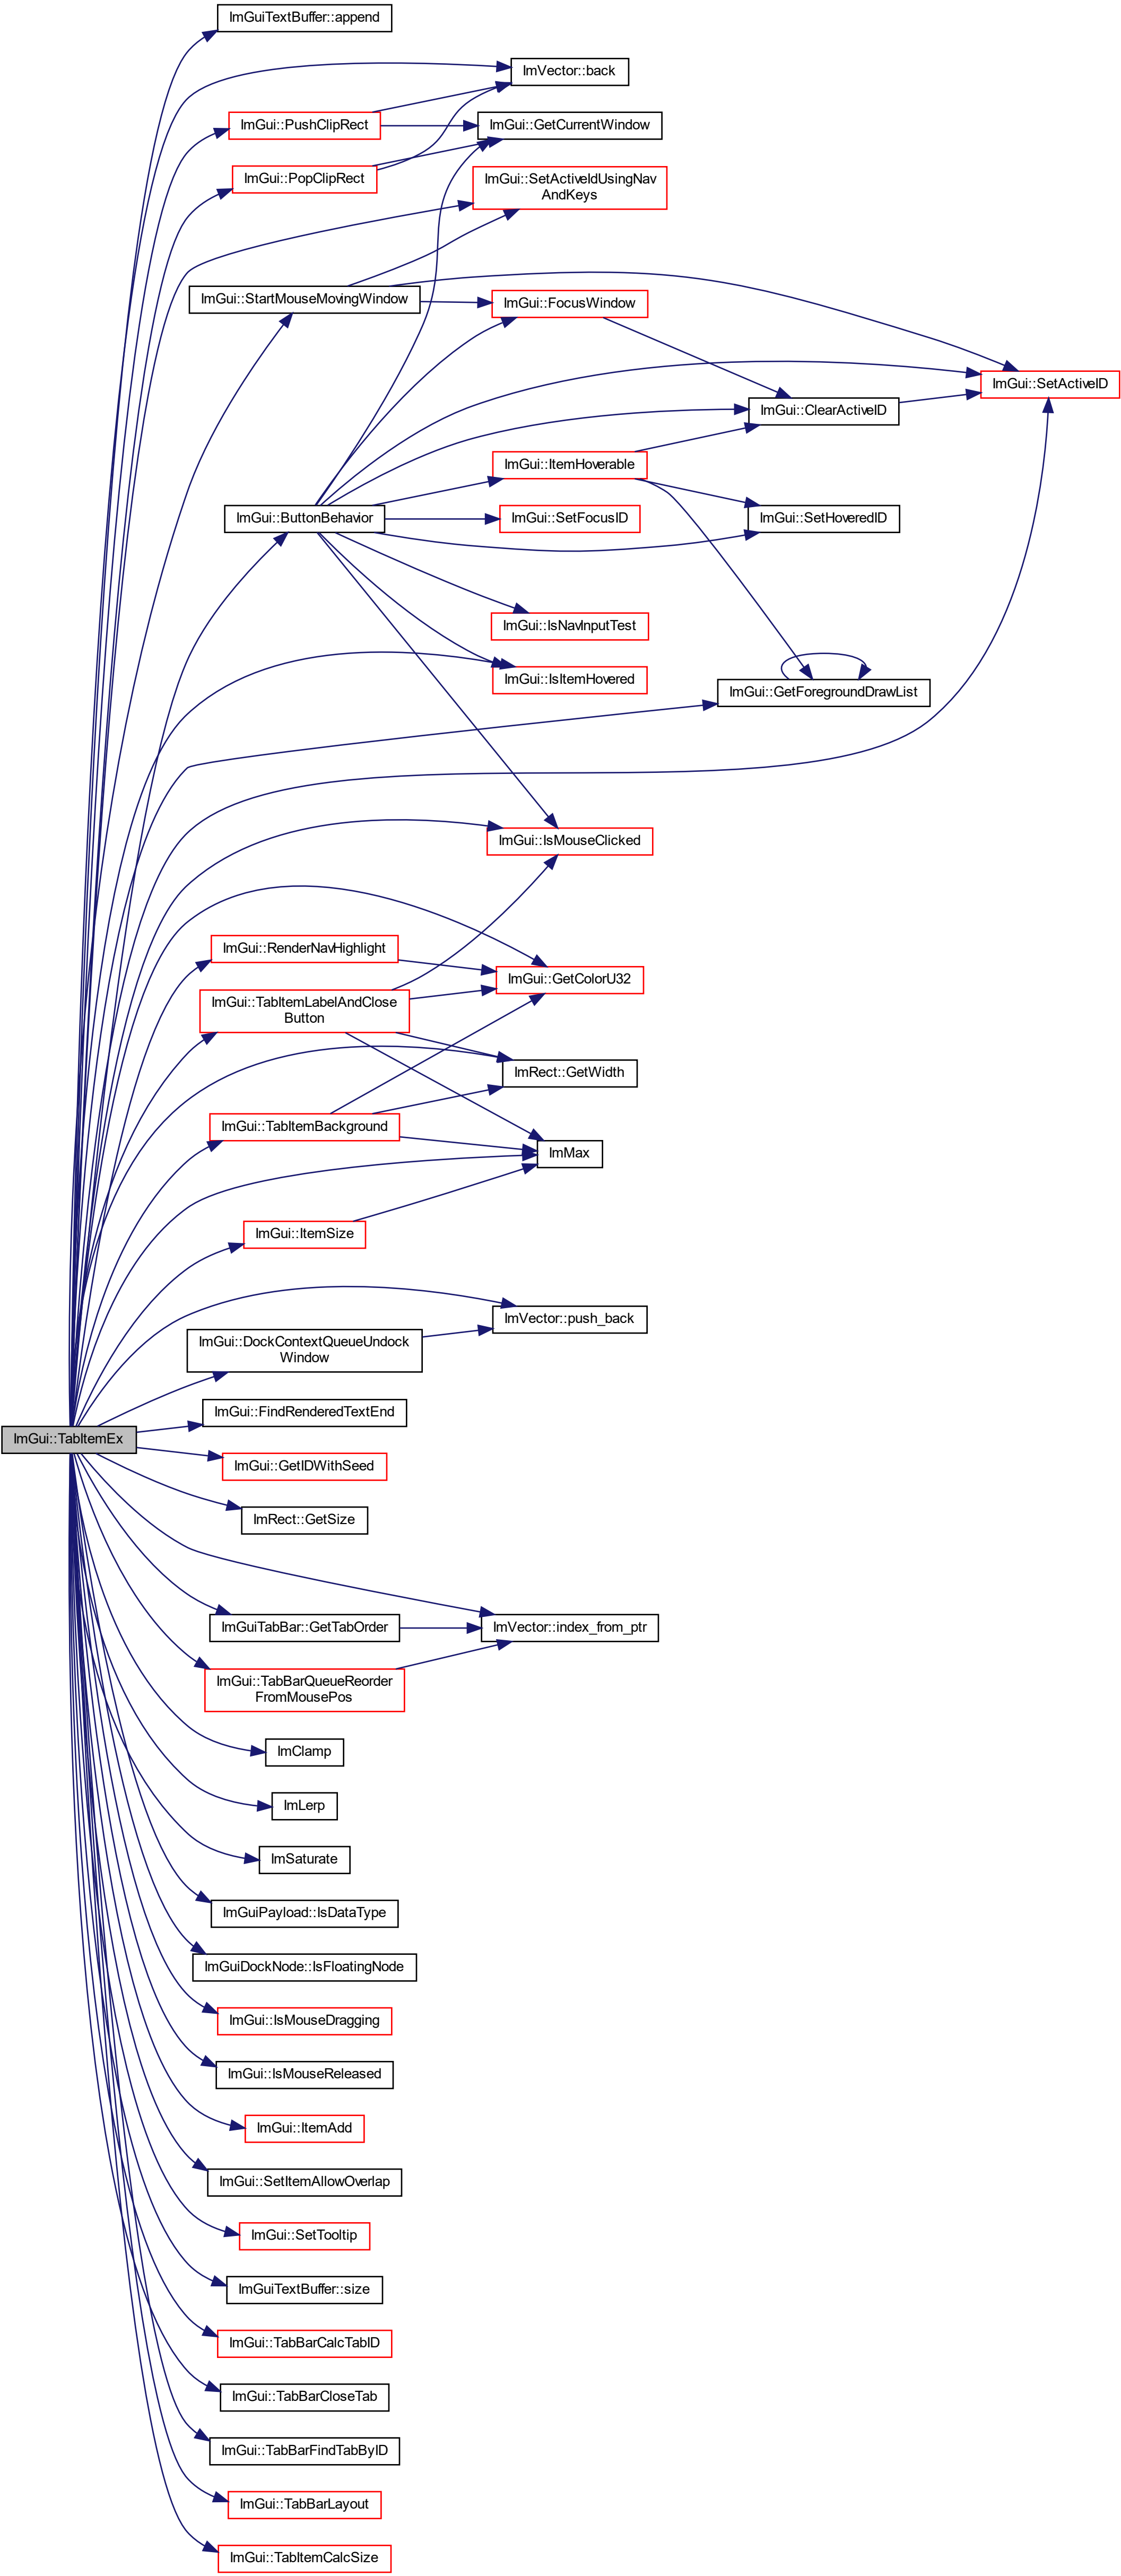 ImGuiTextBuffer::append
ImVector::back
ImGui::PushClipRect
ImGui::GetCurrentWindow
ImGui::PopClipRect
ImGui::SetActiveIdUsingNav
AndKeys
ImGui::StartMouseMovingWindow
ImGui::FocusWindow
ImGui::SetActiveID
ImGui::ClearActiveID
ImGui::ItemHoverable
ImGui::ButtonBehavior
ImGui::SetFocusID
ImGui::SetHoveredID
ImGui::IsNavInputTest
ImGui::IsItemHovered
ImGui::GetForegroundDrawList
ImGui::IsMouseClicked
ImGui::RenderNavHighlight
ImGui::GetColorU32
ImGui::TabItemLabelAndClose
Button
ImRect::GetWidth
ImGui::TabItemBackground
ImMax
ImGui::ItemSize
ImVector::push_back
ImGui::DockContextQueueUndock
Window
ImGui::FindRenderedTextEnd
ImGui::TabItemEx
ImGui::GetIDWithSeed
ImRect::GetSize
ImGuiTabBar::GetTabOrder
ImVector::index_from_ptr
ImGui::TabBarQueueReorder
FromMousePos
ImClamp
ImLerp
ImSaturate
ImGuiPayload::IsDataType
ImGuiDockNode::IsFloatingNode
ImGui::IsMouseDragging
ImGui::IsMouseReleased
ImGui::ItemAdd
ImGui::SetItemAllowOverlap
ImGui::SetTooltip
ImGuiTextBuffer::size
ImGui::TabBarCalcTabID
ImGui::TabBarCloseTab
ImGui::TabBarFindTabByID
ImGui::TabBarLayout
ImGui::TabItemCalcSize